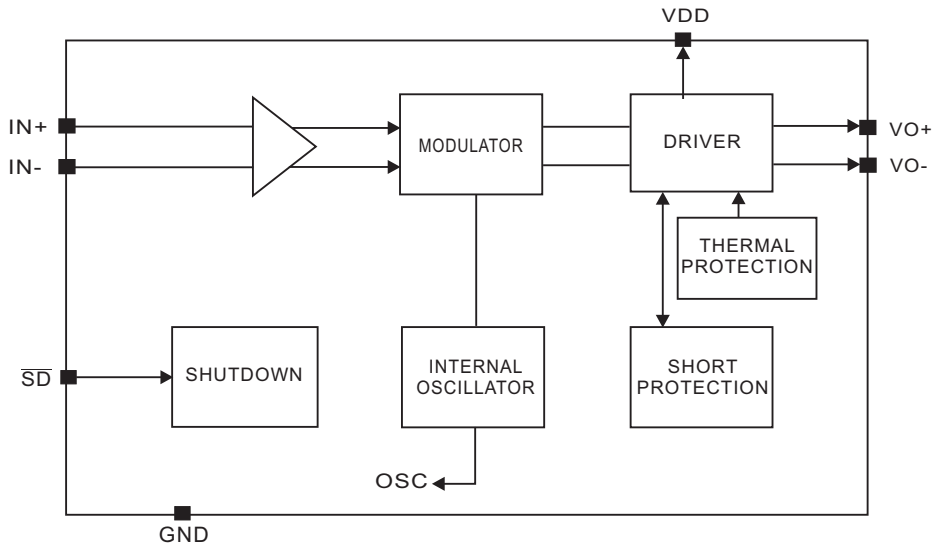 VDD
IN+
IN-
MODULATOR
DRIVER
VO+
VO-
THERMAL
PROTECTION
SD
SHUTDOWN
INTERNAL
OSCILLATOR
SHORT
PROTECTION
OSC
GND